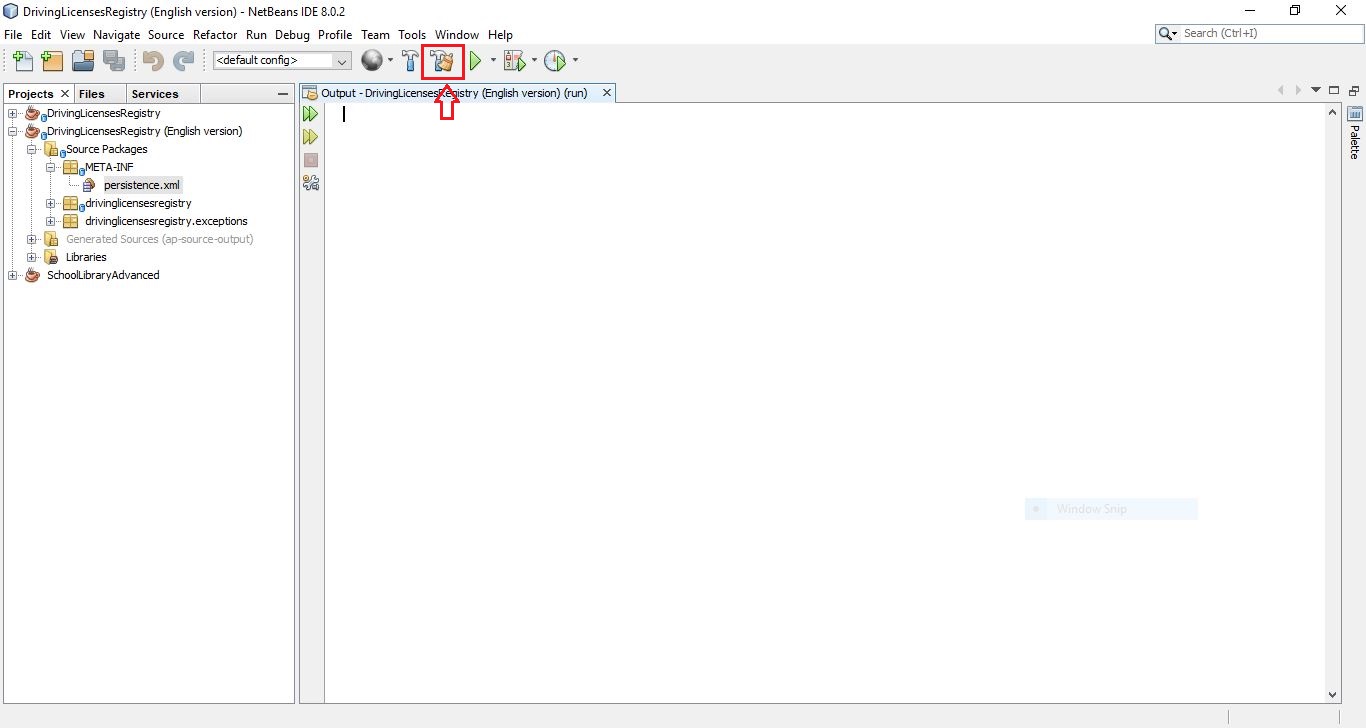 DrivingLicensesRegistry (English version) - NetBeans IDE 8.0.2
File Edit View Navigate Source Refactor Run Debug Profile Team Tools Window Help
Search (Ctrl+I)
<default config>
Projects Files Services
Output - DrivingLicensesRegistry (English version) (run)
DrivingLicensesRegistry
DrivingLicensesRegistry (English version)
Source Packages
META-INF
persistence.xml
drivinglicensesregistry
drivinglicensesregistry.exceptions
Generated Sources (ap-source-output)
Libraries
SchoolLibraryAdvanced
Palette
Window Snip